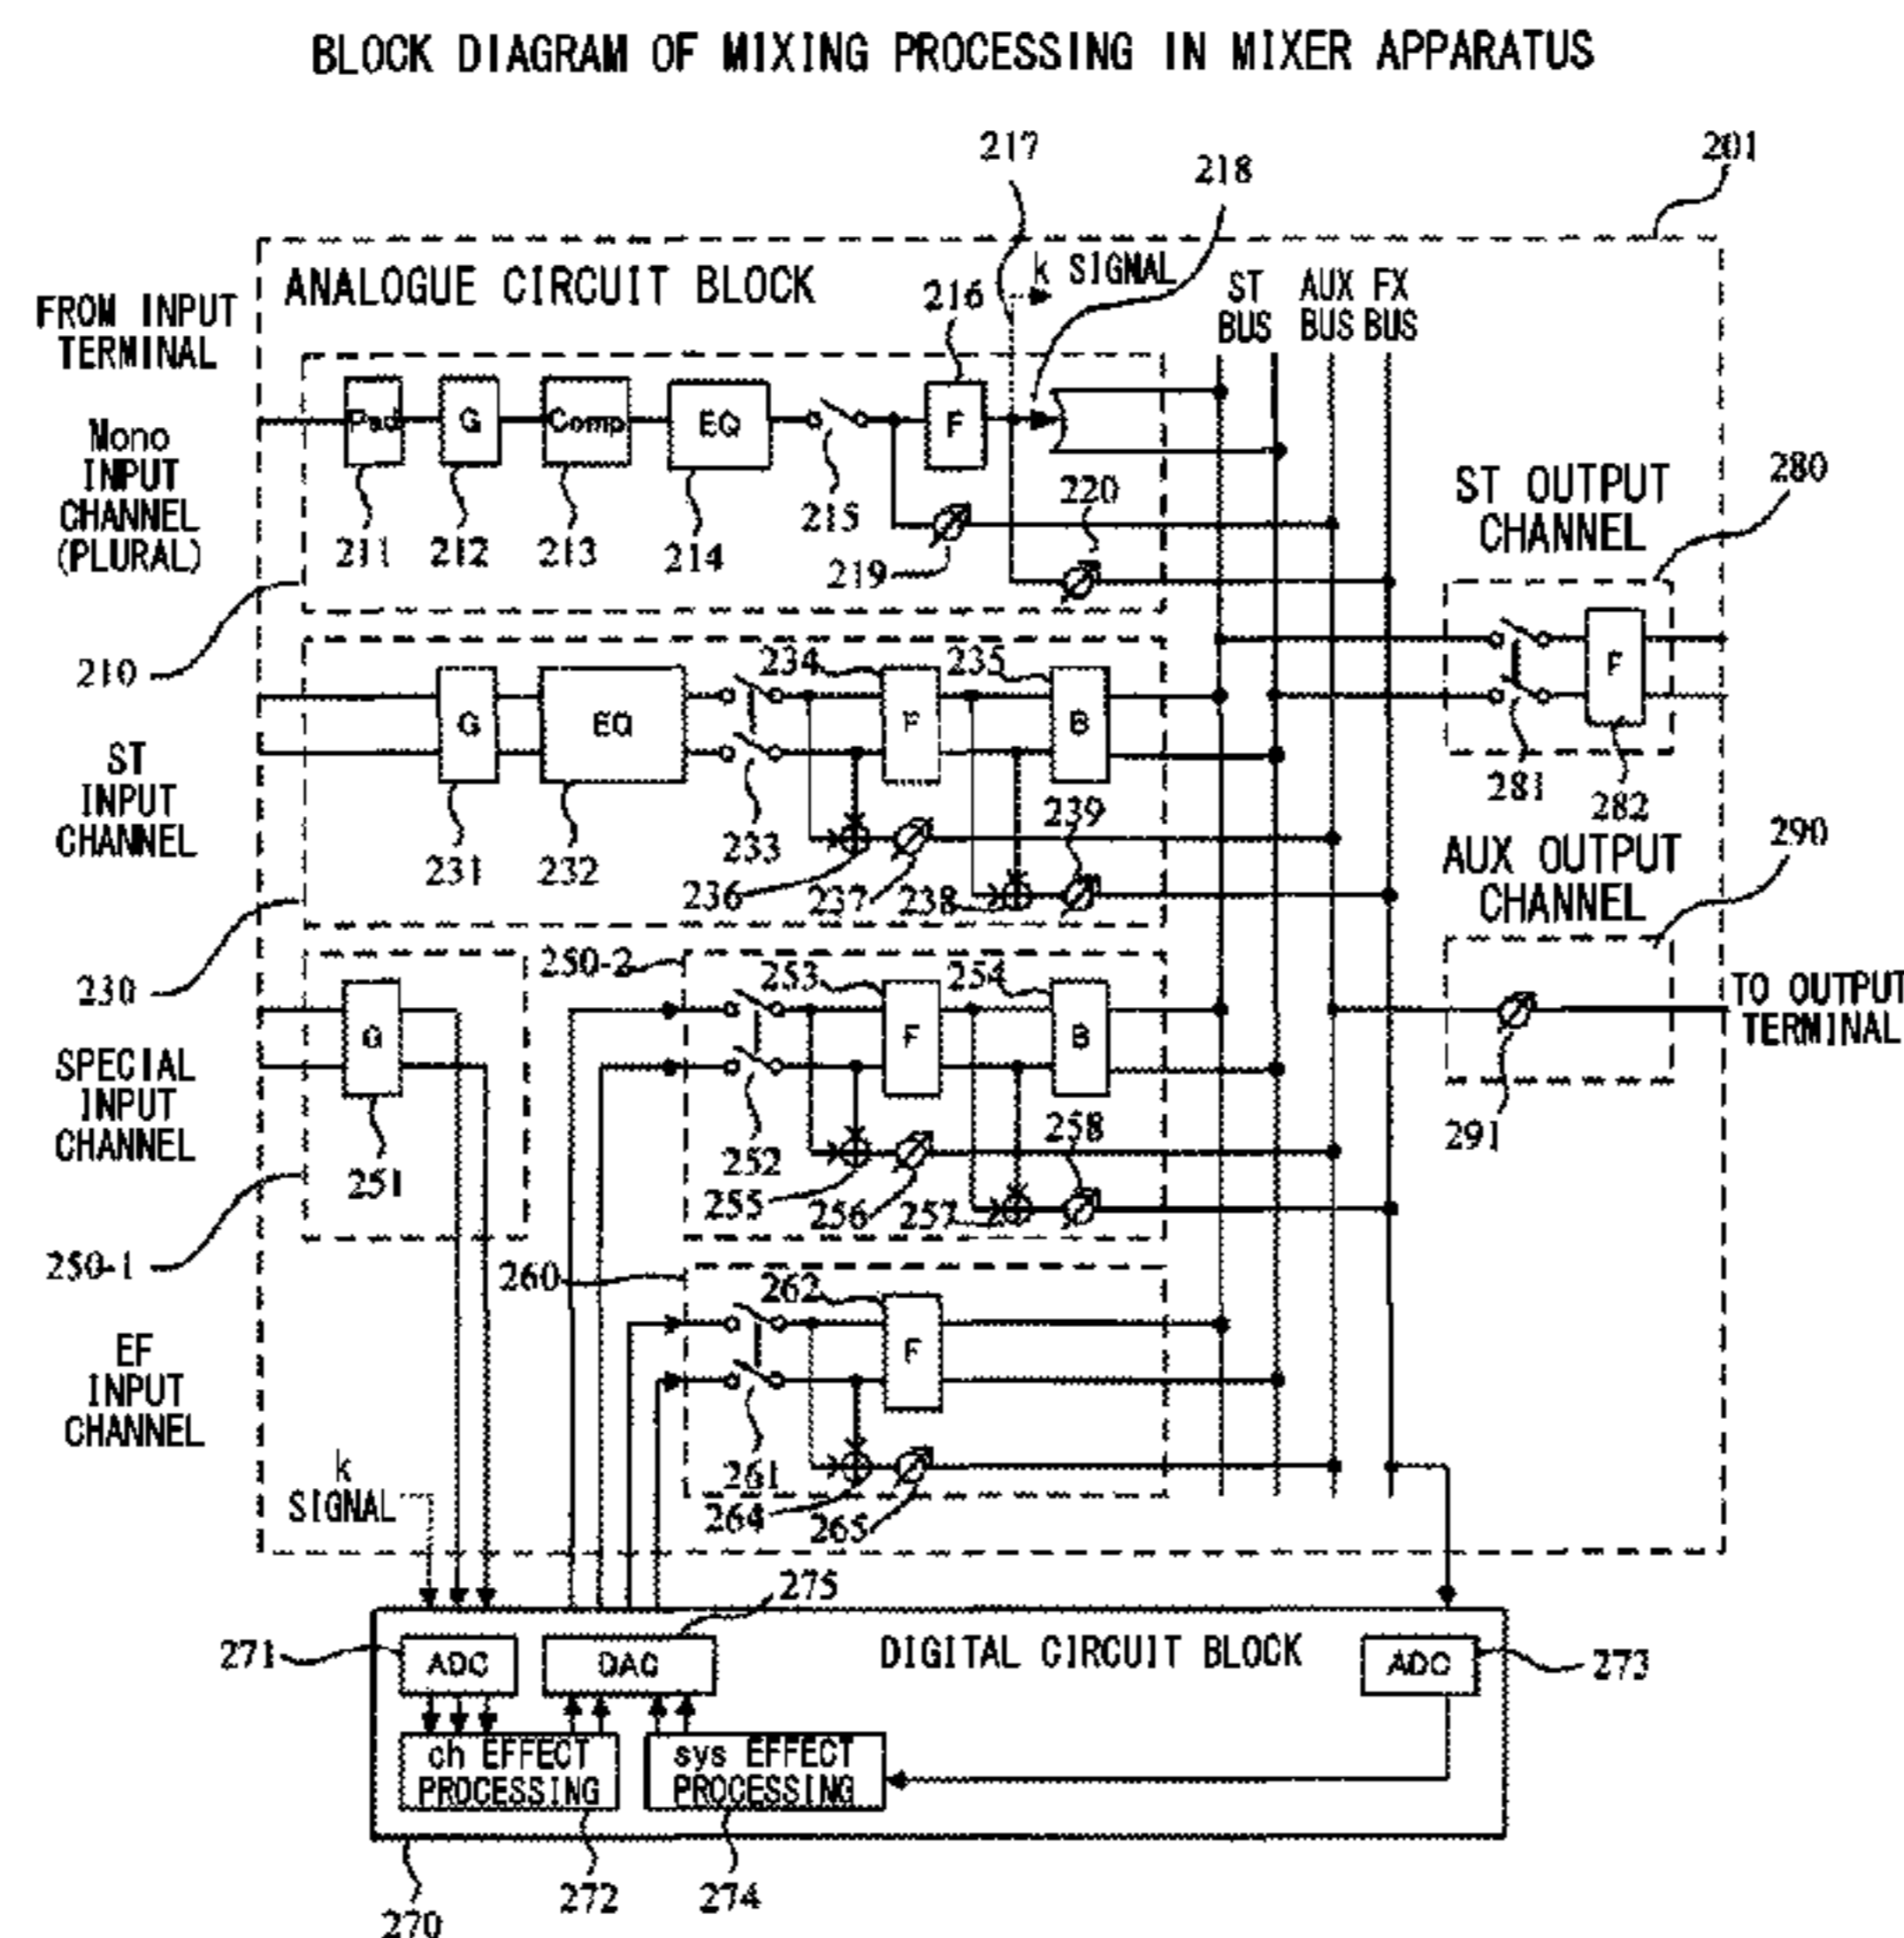 BLOCK DIAGRAM OF MIXING PROCESSING IN MIXER APPARATUS
217
218
201
ANALOGUE CIRCUIT BLOCK
k SIGNAL
216
ST BUS
AUX BUS
FX BUS
FROM INPUT
TERMINAL
Mono
INPUT
CHANNEL
(PLURAL)
Pad
G
Comp
EQ
F
211
212
213
214
215
219
220
ST OUTPUT
CHANNEL
280
F
281
282
210
234
235
G
EQ
F
B
ST
INPUT
CHANNEL
231
232
233
236
237
238
239
AUX OUTPUT
CHANNEL
290
230
250-2
253
254
G
F
B
TO OUTPUT
TERMINAL
SPECIAL
INPUT
CHANNEL
251
252
255
256
257
258
291
250-1
260
262
F
EF
INPUT
CHANNEL
261
264
265
k
SIGNAL
275
271
ADC
DAC
DIGITAL CIRCUIT BLOCK
ADC
273
ch EFFECT
PROCESSING
sys EFFECT
PROCESSING
272
274
270